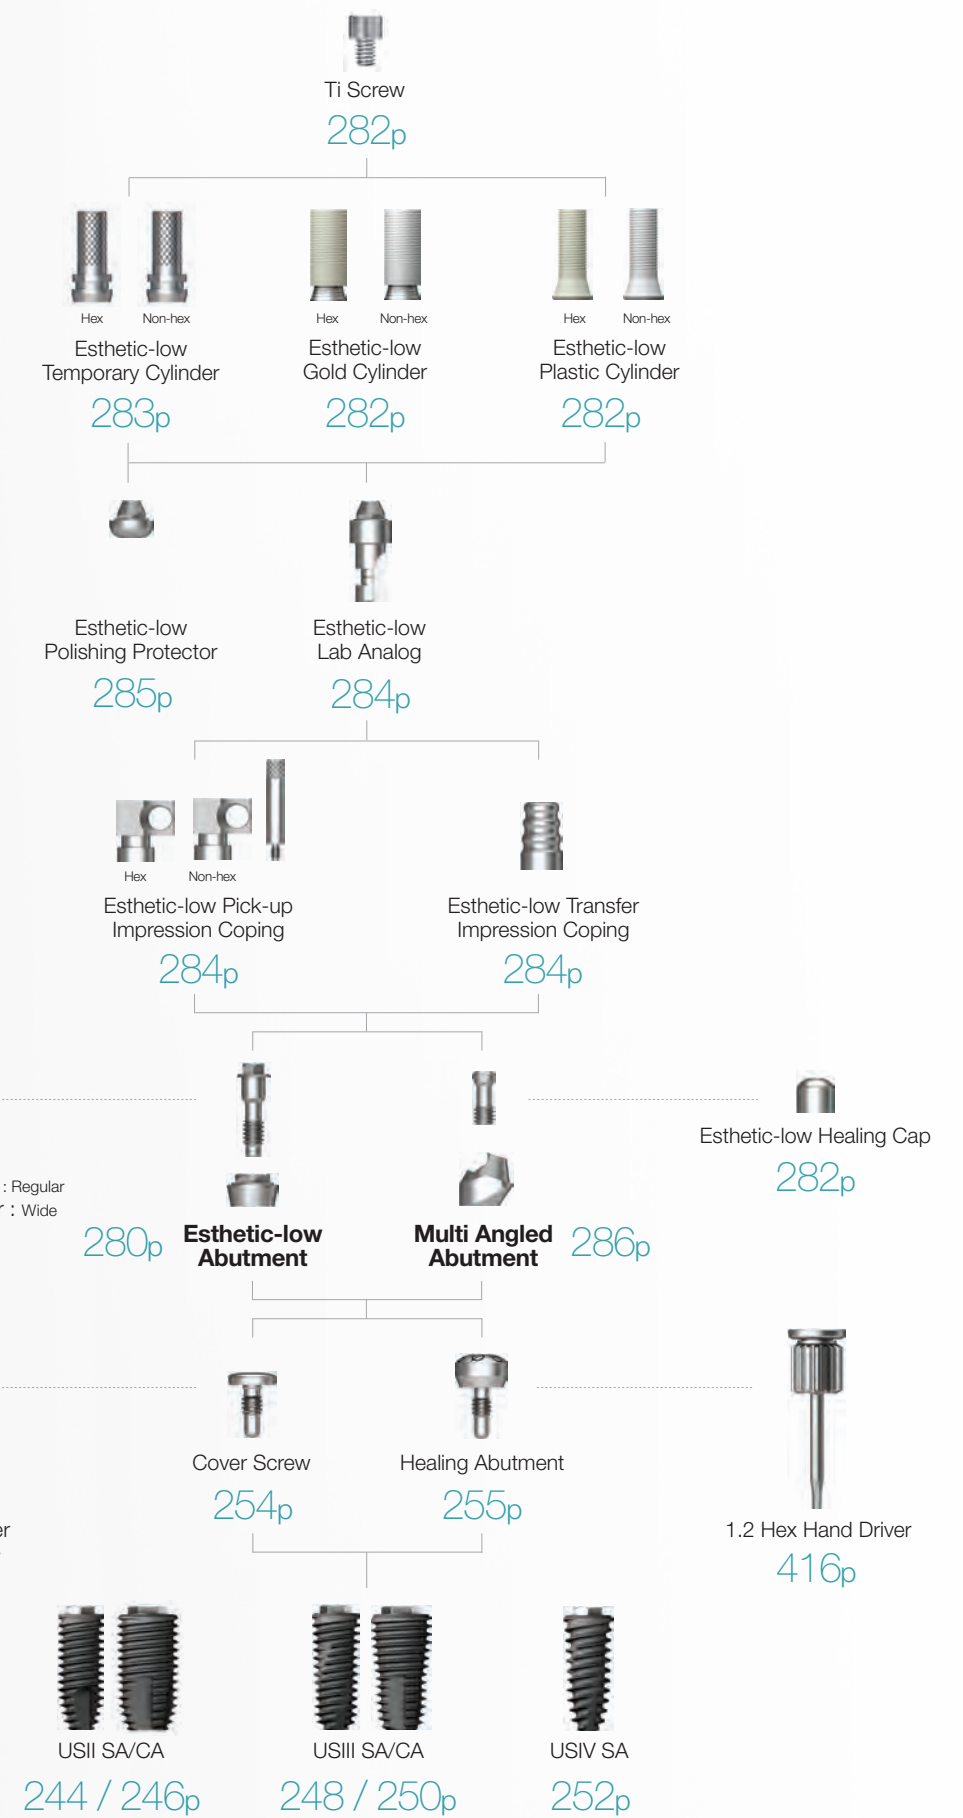 Ti Screw
282p
Hex
Non-hex
Hex
Non-hex
Hex
Non-hex
Esthetic-low
Temporary Cylinder
283p
Esthetic-low
Gold Cylinder
282p
Esthetic-low
Plastic Cylinder
282p
Esthetic-low
Polishing Protector
285p
Esthetic-low
Lab Analog
284p
Hex
Non-hex
Esthetic-low Pick-up
Impression Coping
284p
Esthetic-low Transfer
Impression Coping
284p
Esthetic-low Healing Cap
282p
: Regular
: Wide
280p
Esthetic-low
Abutment
Multi Angled
Abutment
286p
Cover Screw
254p
Healing Abutment
255p
1.2 Hex Hand Driver
416p
USII SA/CA
244 / 246p
USIII SA/CA
248 / 250p
USIV SA
252p